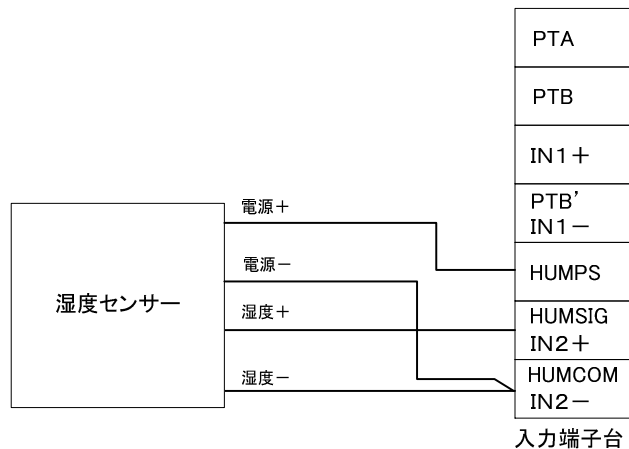 PTA
PTB
IN1+
PTB'
IN1−
HUMPS
HUMSIG
IN2+
HUMCOM
IN2−
入力端子台
電源+
電源−
湿度+
湿度−
湿度センサー